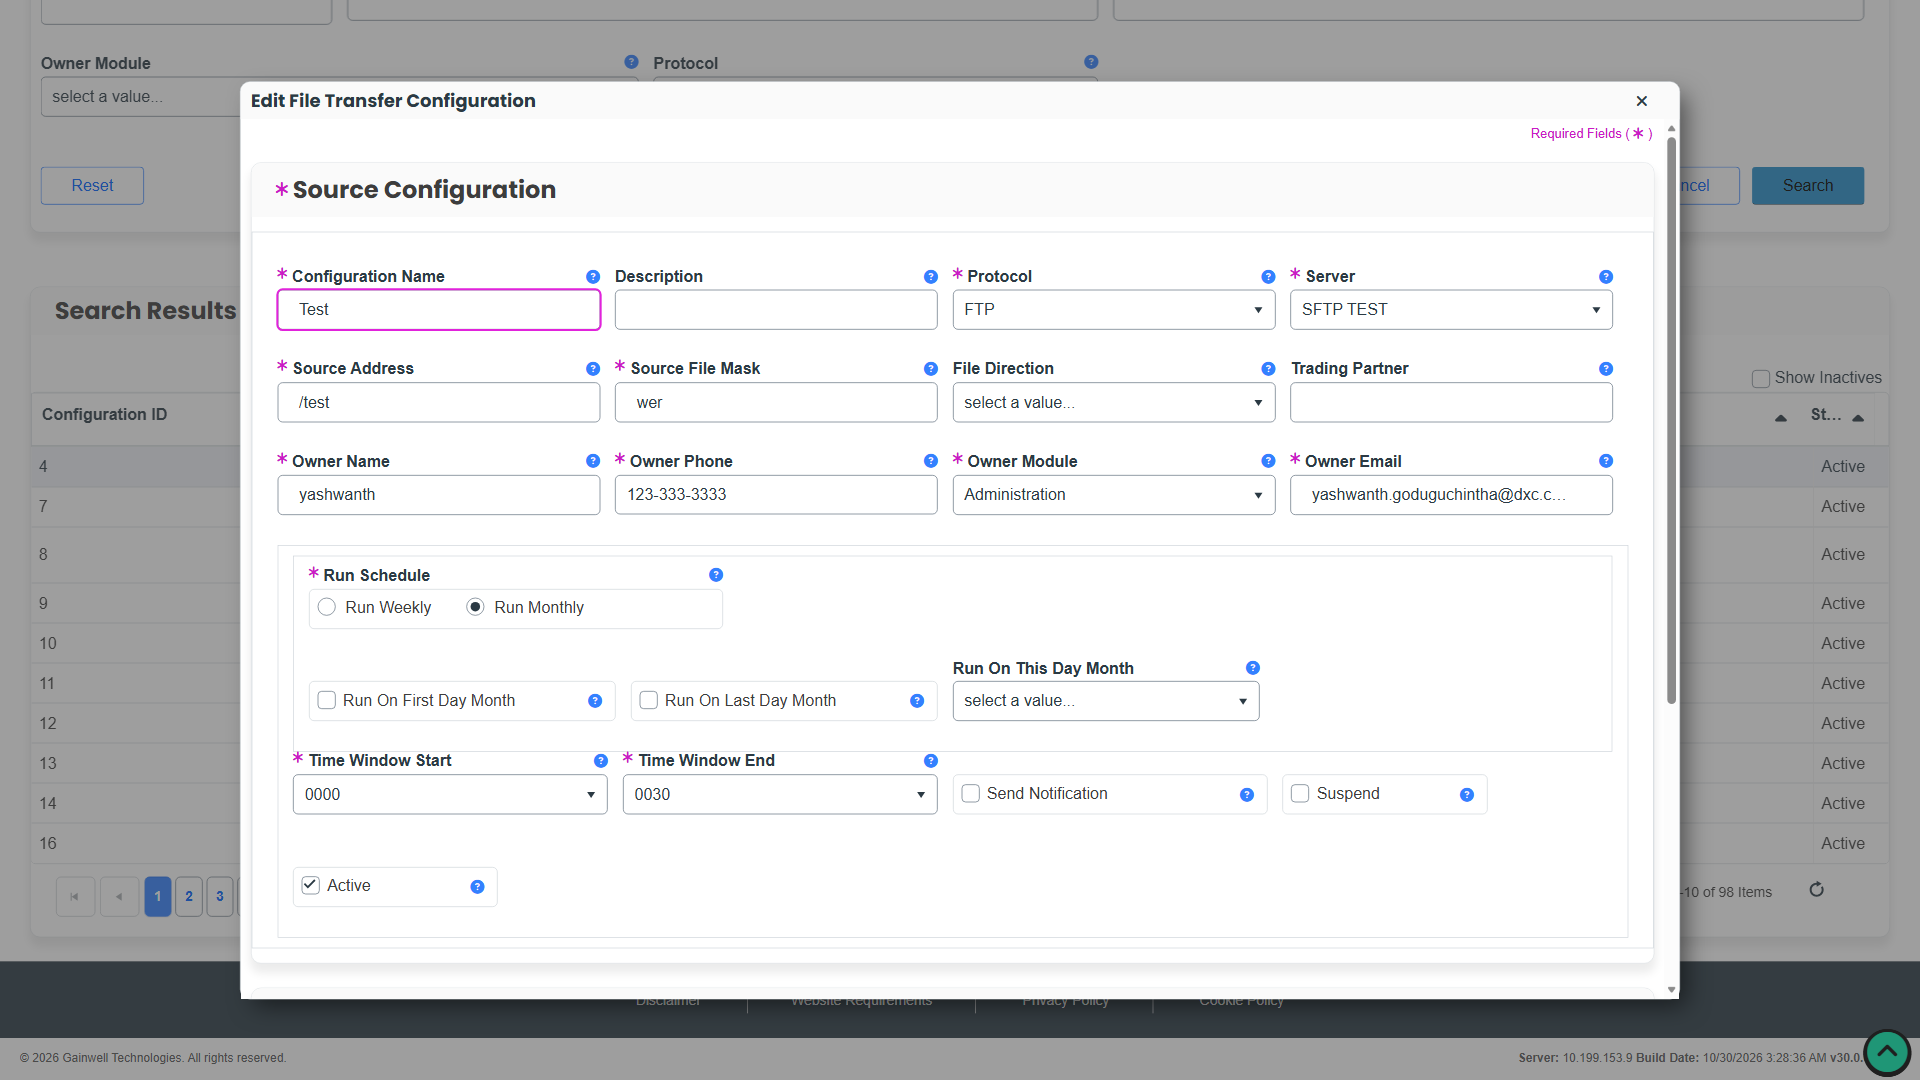 Owner Module
Protocol
select a value...
Edit File Transfer Configuration
Required Fields ( * )
Reset
ncel
Search
* Source Configuration
* Configuration Name
Description
* Protocol
* Server
Test
FTP
SFTP TEST
Search Results
* Source Address
* Source File Mask
File Direction
Trading Partner
Show Inactives
/test
wer
select a value...
Configuration ID
St...
* Owner Name
* Owner Phone
* Owner Module
* Owner Email
4
Active
yashwanth
123-333-3333
Administration
yashwanth.goduguchintha@dxc.c...
7
Active
8
Active
* Run Schedule
9
Active
Run Weekly
Run Monthly
10
Active
Run On This Day Month
11
Active
Run On First Day Month
Run On Last Day Month
select a value...
12
Active
* Time Window Start
* Time Window End
13
Active
0000
0030
Send Notification
Suspend
14
Active
16
Active
Active
1
2
3
-10 of 98 Items
Disclaimer
Website Requirements
Privacy Policy
Cookie Policy
© 2026 Gainwell Technologies. All rights reserved.
Server: 10.199.153.9 Build Date: 10/30/2026 3:28:36 AM v30.0.